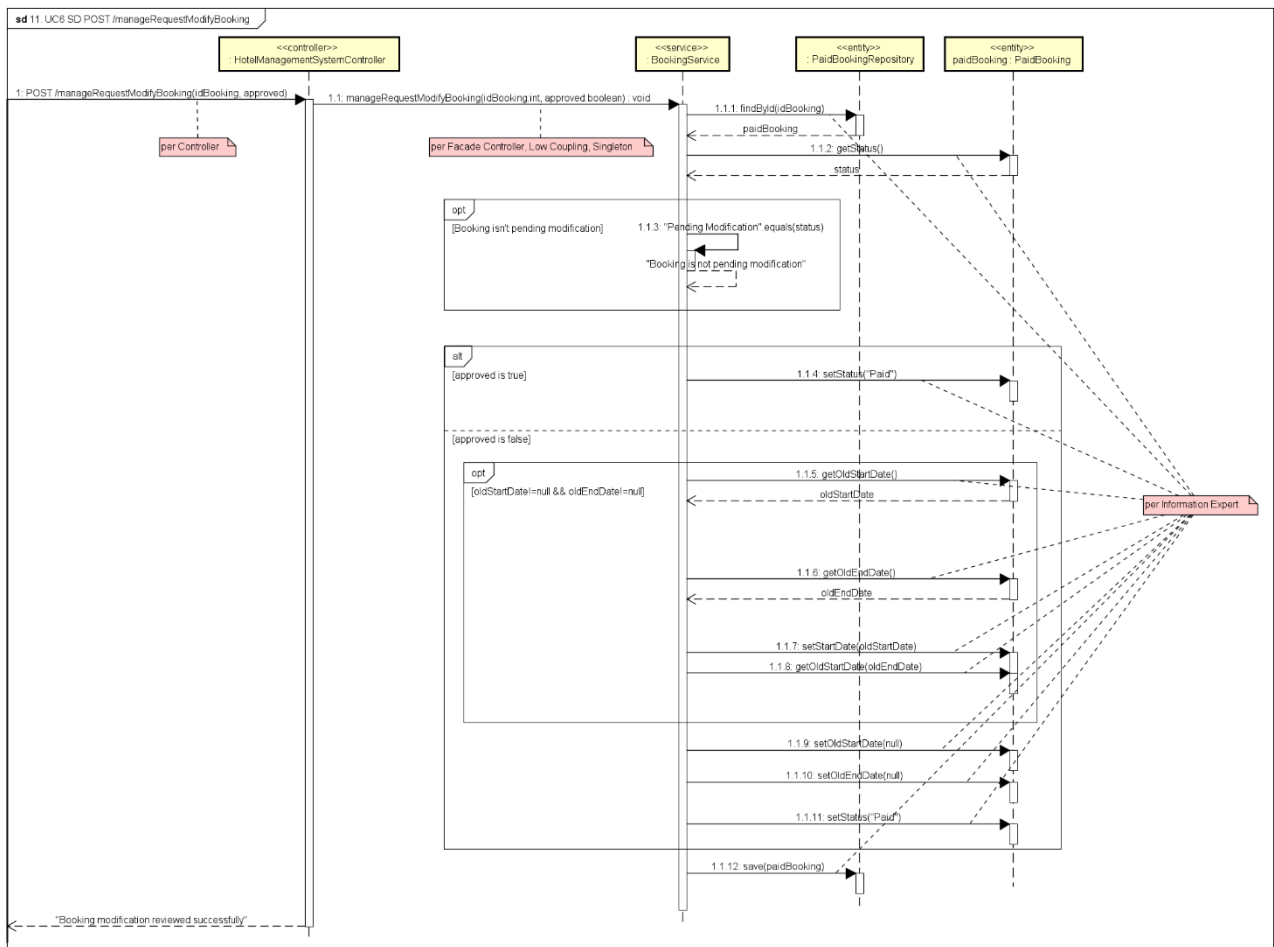 sd 11. UC6 SD POST /manageRequestModifyBooking
<<controller>>
: HotelManagementSystemController
<<service>>
: BookingService
<<entity>>
: PaidBookingRepository
<<entity>>
paidBooking : PaidBooking
1: POST /manageRequestModifyBooking(idBooking, approved)
1.1: manageRequestModifyBooking(idBooking:int, approved:boolean) : void
1.1.1: findById(idBooking)
paidBooking
per Controller
per Facade Controller, Low Coupling, Singleton
1.1.2: getStatus()
status
opt
[Booking isn't pending modification]
1.1.3: "Pending Modification".equals(status)
"Booking is not pending modification"
alt
[approved is true]
1.1.4: setStatus("Paid")
[approved is false]
opt
[oldStartDate!=null && oldEndDate!=null]
1.1.5: getOldStartDate()
oldStartDate
per Information Expert
1.1.6: getOldEndDate()
oldEndDate
1.1.7: setStartDate(oldStartDate)
1.1.8: getOldStartDate(oldEndDate)
1.1.9: setOldStartDate(null)
1.1.10: setOldEndDate(null)
1.1.11: setStatus("Paid")
1.1.12: save(paidBooking)
"Booking modification reviewed successfully"